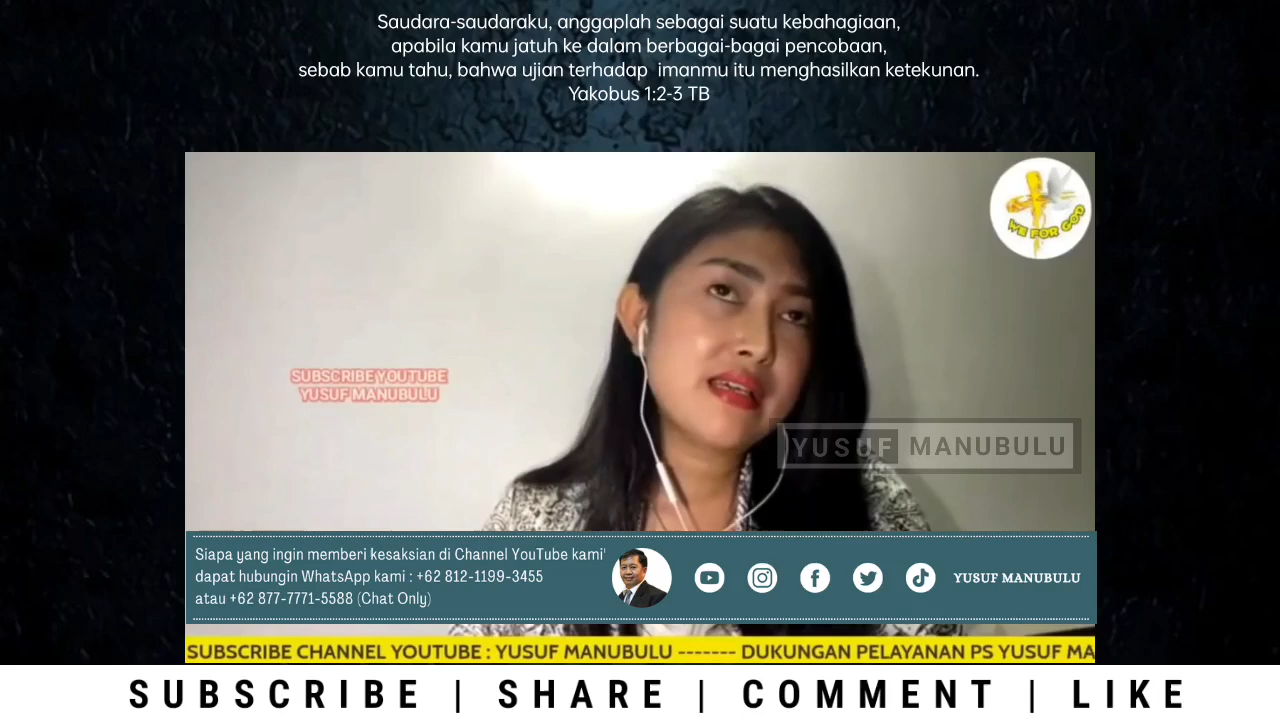 Saudara-saudaraku, anggaplah sebagai suatu kebahagiaan,
apabila kamu jatuh ke dalam berbagai-bagai pencobaan,
sebab kamu tahu, bahwa ujian terhadap  imanmu itu menghasilkan ketekunan.
Yakobus 1:2-3 TB
WE FOR GOD
SUBSCRIBE YOUTUBE
YUSUF MANUBULU
YUSUF MANUBULU
Siapa yang ingin memberi kesaksian di Channel YouTube kami'
dapat hubungin WhatsApp kami : +62 812-1199-3455
atau +62 877-7771-5588 (Chat Only)
YUSUF MANUBULU
SUBSCRIBE CHANNEL YOUTUBE : YUSUF MANUBULU ------- DUKUNGAN PELAYANAN PS YUSUF MA
SUBSCRIBE | SHARE | COMMENT | LIKE